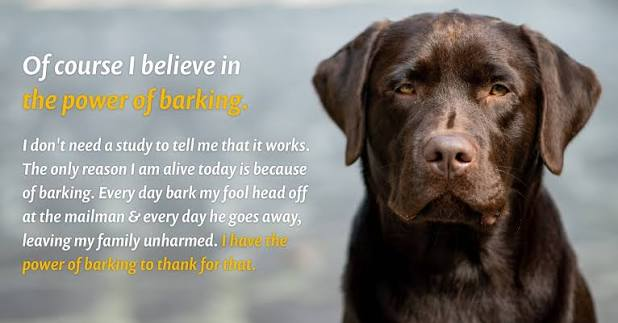 Of course I believe in
the power of barking.
I don't need a study to tell me that it works.
The only reason I am alive today is because
of barking. Every day bark my fool head off
at the mailman & every day he goes away,
leaving my family unharmed. I have the
power of barking to thank for that.